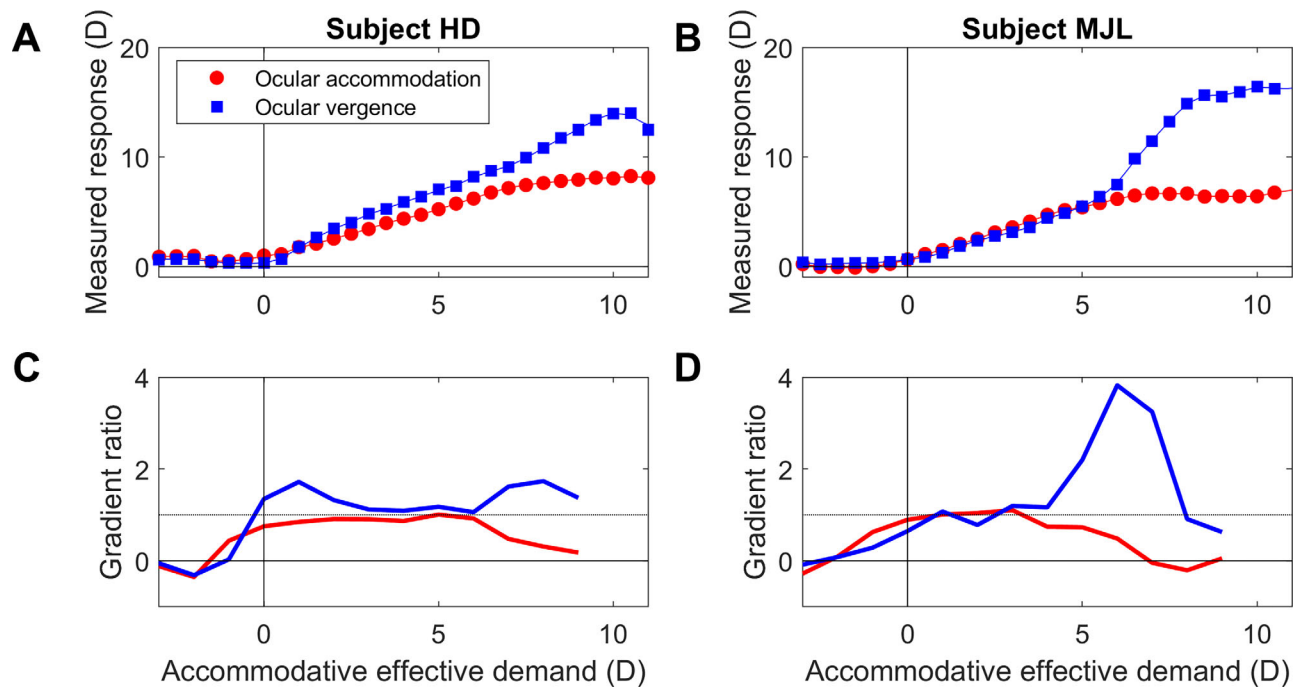 A
Subject HD
Measured response (D)
20
10
0
Ocular accommodation
Ocular vergence
0
5
10
B
Subject MJL
Measured response (D)
20
10
0
0
5
10
C
Gradient ratio
4
2
0
0
5
10
Accommodative effective demand (D)
D
Gradient ratio
4
2
0
0
5
10
Accommodative effective demand (D)